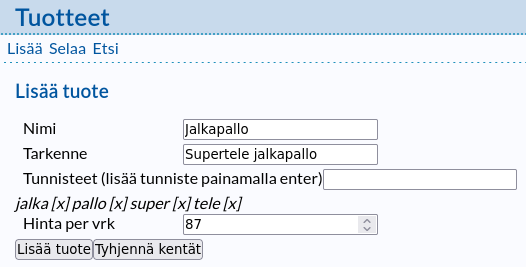 Tuotteet
Lisää Selaa Etsi
Lisää tuote
Nimi Jalkapallo
Tarkenne Supertele jalkapallo
Tunnisteet (lisää tunniste painamalla enter)
jalka [x] pallo [x] super [x] tele [x]
Hinta per vrk 87
Lisää tuote Tyhjennä kentät